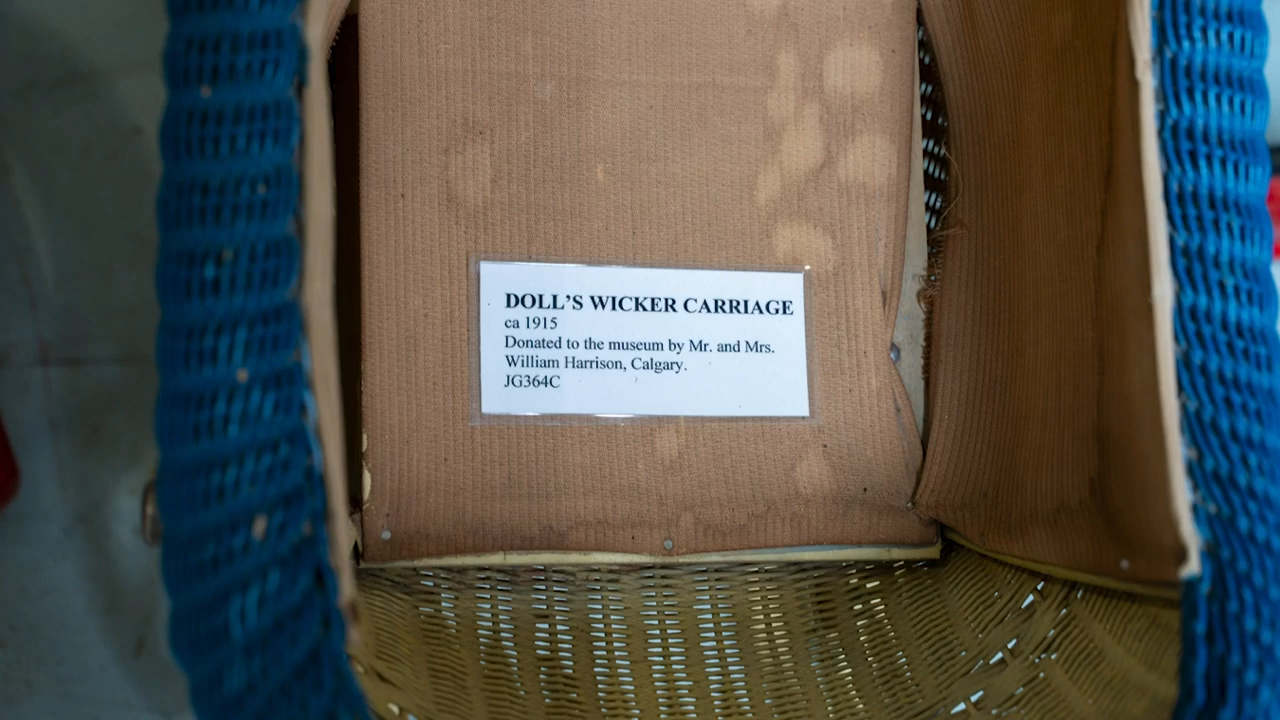 DOLL'S WICKER CARRIAGE
ca 1915
Donated to the museum by Mr. and Mrs.
William Harrison, Calgary.
JG364C